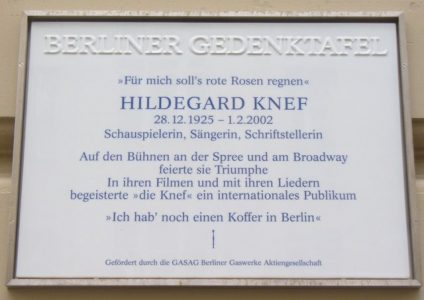 BERLINER GEDENKTAFEL
»Für mich soll's rote Rosen regnen«
HILDEGARD KNEF
28.12.1925 – 1.2.2002
Schauspielerin, Sängerin, Schriftstellerin
Auf den Bühnen an der Spree und am Broadway
feierte sie Triumphe
In ihren Filmen und mit ihren Liedern
begeisterte »die Knef« ein internationales Publikum
»Ich hab' noch einen Koffer in Berlin«
Gefördert durch die GASAG Berliner Gaswerke Aktiengesellschaft